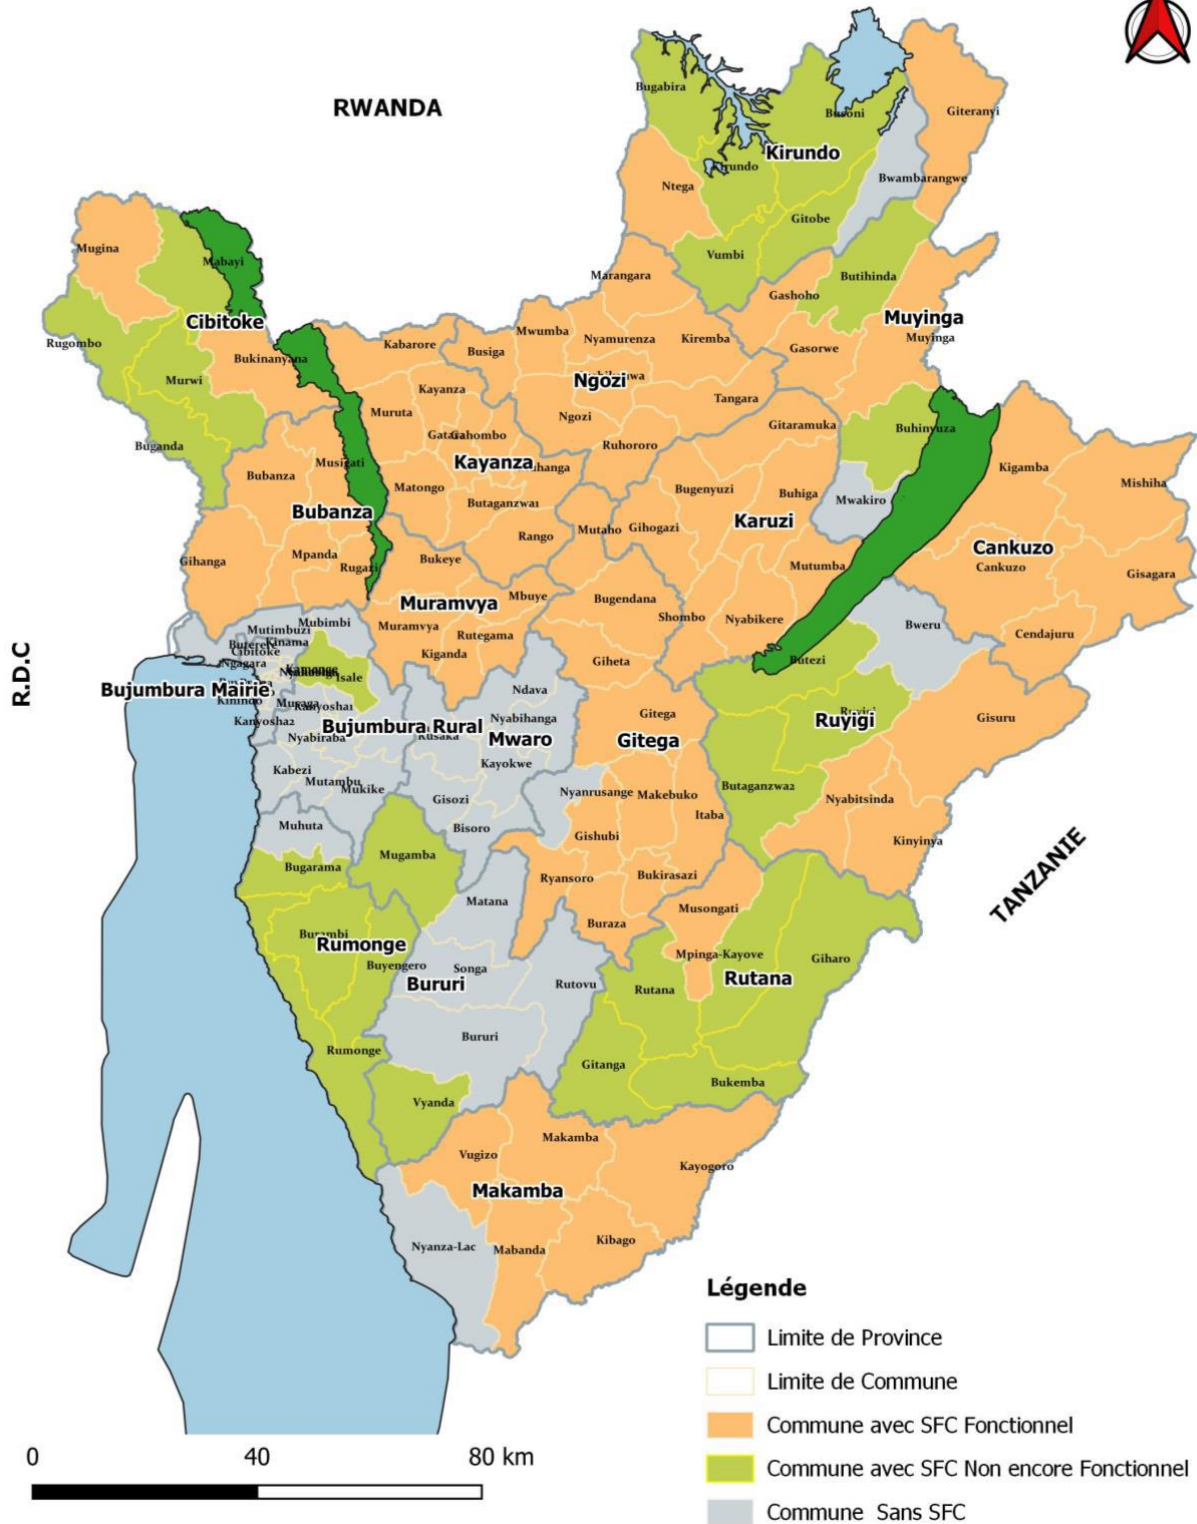 RWANDA
Bugabira
Busoni
Giteranyi
Kirundo
Bwambarangwe
Ntega
Gitobe
Mugina
Vumbi
Mabayi
Marangara
Butihinda
Gashoho
Cibitoke
Muyinga
Rugombo
Mwumba
Nyamurenza
Kiremba
Muyinga
Bukinanyana
Kabarore
Busiga
Gasorwe
Murwi
Ngozi
Kayanza
Tangara
Muruta
Ngozi
Gitaramuka
Buhinyuza
Gahombo
Buganda
Ruhororo
Musigati
Kayanza
Kigamba
Bubanza
Mishiha
Matongo
Bugenyuzi
Buhiga
Mwakiro
Butaganzwa1
Bubanza
Karuzi
Mutaho
Gihogazi
Rango
Cankuzo
Mpanda
Gihanga
Bukeye
Mutumba
Cankuzo
Rugazi
Gisagara
Muramvya
Mbuye
Bugendana
Shombo
Nyabikere
Mubimbi
Mutimbuzi
Muramvya
Rutegama
Bweru
Cendajuru
Kinama
Cibitoke
Kiganda
Giheta
Butezi
R.D.C
Ngagara
Isale
Bujumbura Mairie
Ndava
Kinindo
Musaga
Kanyosha1
Gitega
Gisuru
Kanyosha2
Nyabihanga
Ruyigi
Bujumbura Rural
Rusaka
Mwaro
Gitega
Nyabiraba
Kayokwe
Kabezi
Mutambu
Mukike
Nyanrusange
Makebuko
Butaganzwa2
Nyabitsinda
Gisozi
Itaba
Muhuta
Bisoro
Gishubi
Kinyinya
Mugamba
Bugarama
Ryansoro
Bukirasazi
TANZANIE
Matana
Musongati
Buraza
Burambi
Rumonge
Mpinga-Kayove
Giharo
Buyengero
Songa
Bururi
Rutovu
Rutana
Rutana
Bururi
Rumonge
Gitanga
Bukemba
Vyanda
Makamba
Vugizo
Kayogoro
Makamba
Kibago
Nyanza-Lac
Mabanda
Légende
Limite de Province
Limite de Commune
Commune avec SFC Fonctionnel
0 40 80 km
Commune avec SFC Non encore Fonctionnel
Commune Sans SFC